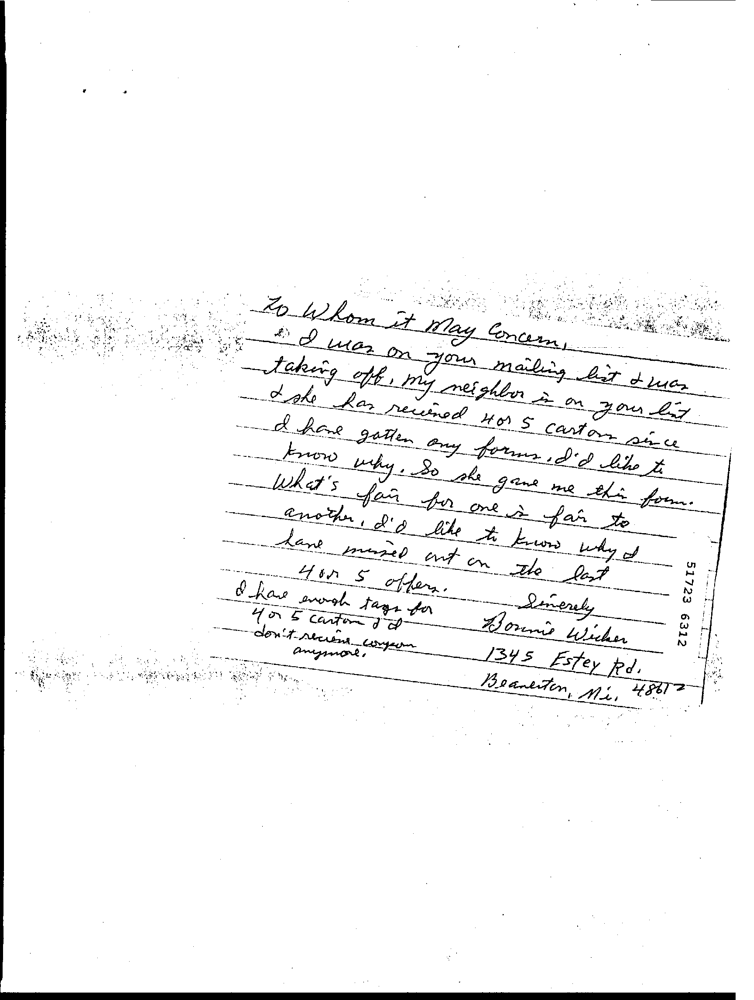 To Whom it May Concern,
I was on your mailing list & was
taking off, my neighbor is on your list
& she has recieved 4 or 5 carton since
I have gotten any forms. I'd like to
know why. So she gave me this form.
What's fair for one is fair to
another, I'd like to know why I
have missed out on the last
4 or 5 offers.
Sincerely
Bonnie Wicker
1345 Estey Rd.
Beaverton, Mi. 48612
I have enough tags for
4 or 5 carton & I
don't recieve coupon
anymore.
51723 6312